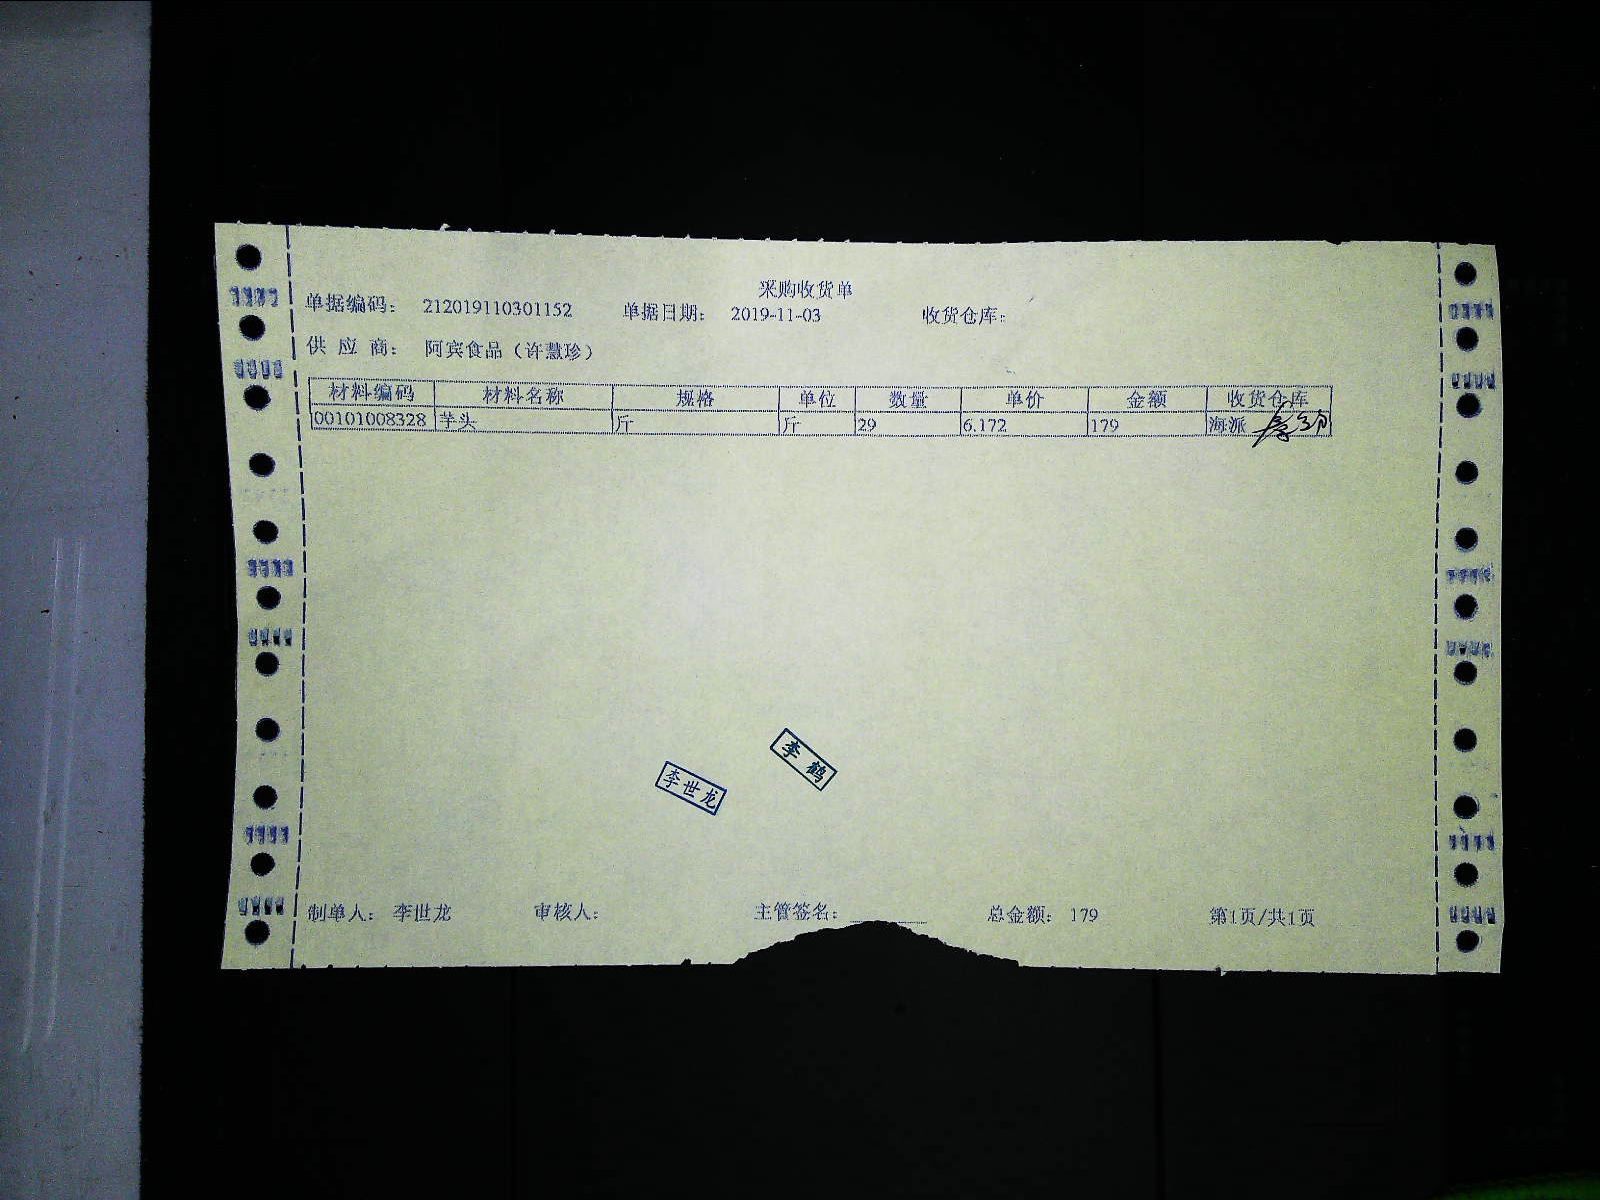 采购收货单
单据编码： 212019110301152 单据日期： 2019-11-03 收货仓库：
供 应 商： 阿宾食品（许慧珍）
材料编码 材料名称 规格 单位 数量 单价 金额 收货仓库
00101008328 芋头 斤 斤 29 6.172 179 海派
李鹤
李世龙
制单人： 李世龙 审核人： 主管签名： 总金额： 179 第1页/共1页